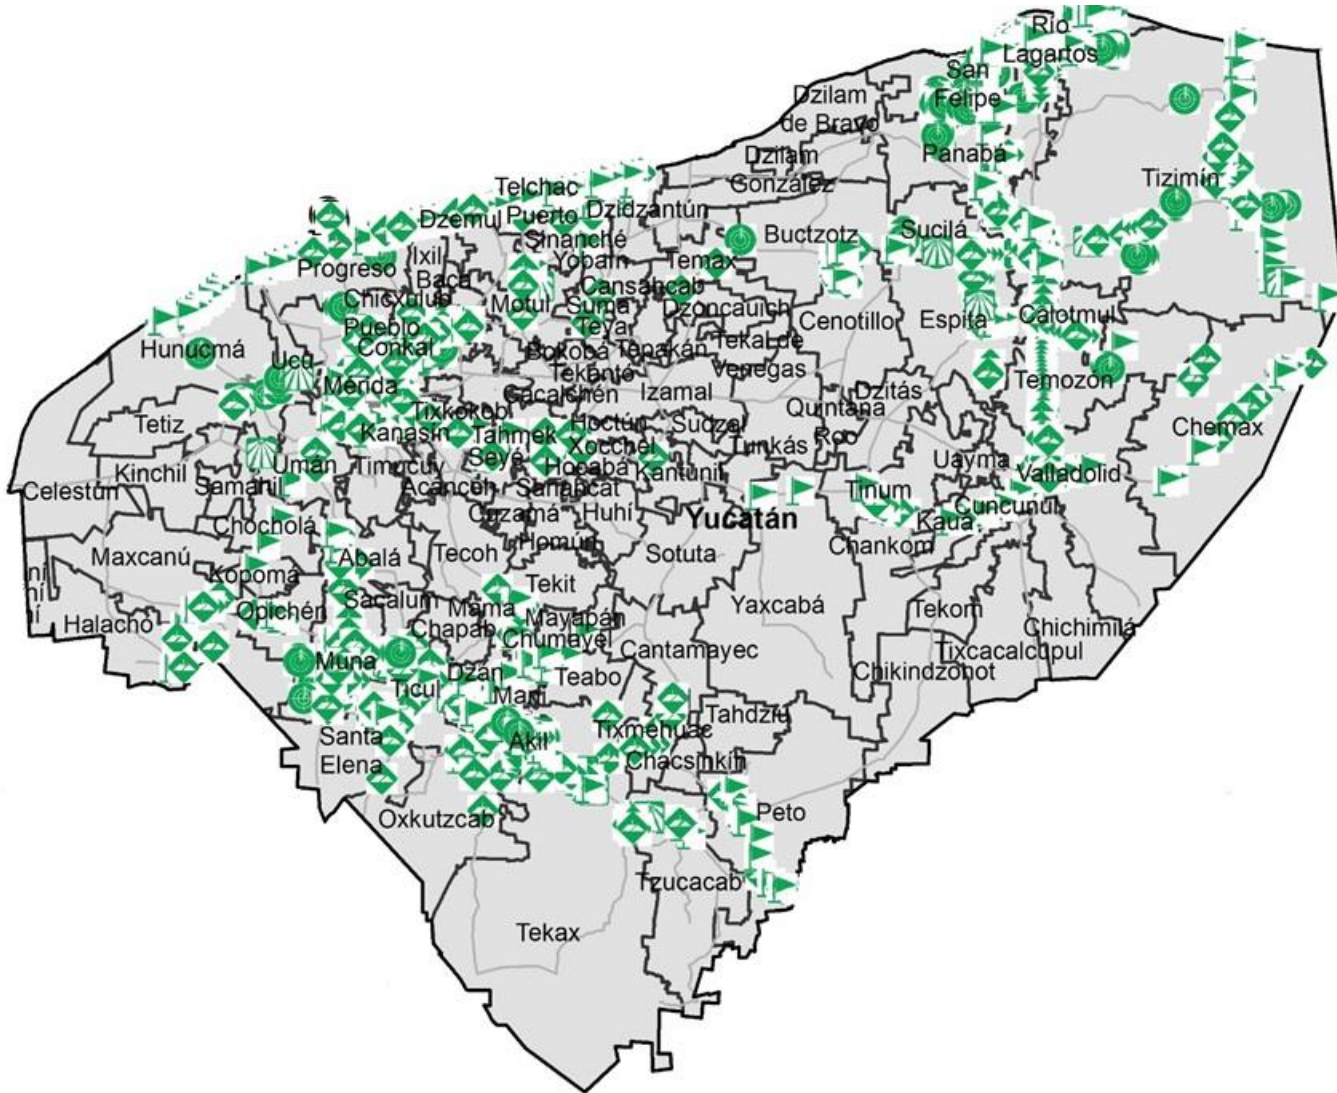 Río
Lagartos
San
Felipe
Dzilam
de Bravo
Panabá
Dzilam
González
Tizimín
Telchac
Puerto
Dzidzantún
Dzemul
Sinanché
Buctzotz
Sucilá
Yobaín
Temax
Ixil
Progreso
Baca
Cansahcab
Chicxulub
Pueblo
Motul
Suma
Dzoncauich
Teya
Cenotillo
Espita
Calotmul
Conkal
Hunucmá
Ucú
Bokobá
Tepakán
Tekal de
Venegas
Tekantó
Mérida
Cacalchén
Izamal
Dzitás
Temozón
Quintana
Roo
Tixkokob
Tetiz
Kanasín
Tahmek
Hoctún
Sudzal
Chemax
Xocchel
Tunkás
Seyé
Umán
Timucuy
Hocabá
Kantunil
Uayma
Valladolid
Kinchil
Samahil
Acanceh
Sanahcat
Celestún
Tinum
Cuncunul
Cuzamá
Huhí
Yucatán
Kaua
Chocholá
Homún
Chankom
Maxcanú
Abalá
Tecoh
Sotuta
Kopomá
Tekit
Opichén
Sacalum
Mama
Yaxcabá
Tekom
Halachó
Chapab
Mayapán
Chumayel
Chichimilá
Cantamayec
Tixcacalcupul
Muna
Dzán
Teabo
Chikindzonot
Ticul
Mani
Tahdziú
Santa
Elena
Akil
Tixmehuac
Chacsinkín
Oxkutzcab
Peto
Tzucacab
Tekax